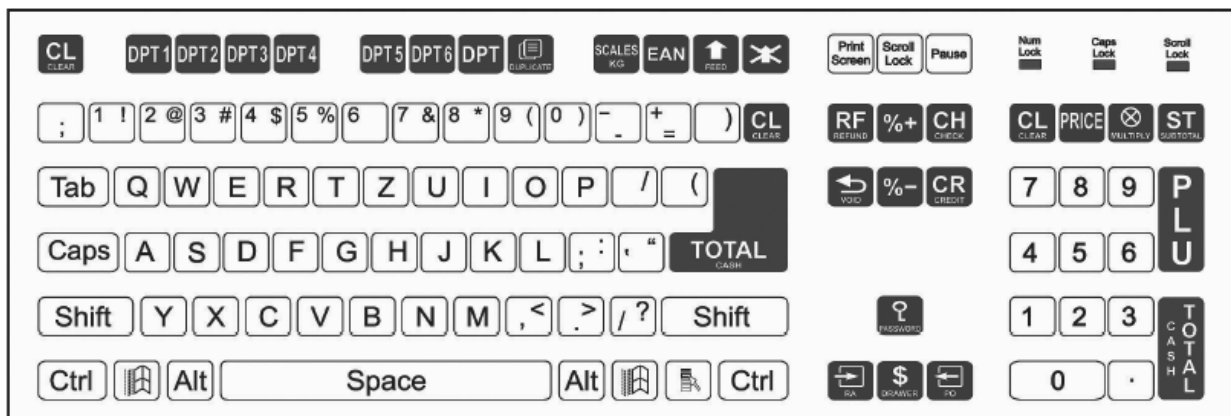 CL CLEAR DPT1 DPT2 DPT3 DPT4 DPT5 DPT6 DPT DUPLICATE SCALES KG EAN FEED Print Screen Scroll Lock Pause Num Lock Caps Lock Scroll Lock
; 1 ! 2 @ 3 # 4 $ 5 % 6 7 & 8 * 9 ( 0 ) - - + = ) CL CLEAR RF REFUND %+ CH CHECK CL CLEAR PRICE MULTIPLY ST SUBTOTAL
Tab Q W E R T Z U I O P / ( VOID %- CR CREDIT 7 8 9 PLU
Caps A S D F G H J K L ; : ' “ TOTAL CASH 4 5 6
Shift Y X C V B N M , < . > / ? Shift PASSWORD 1 2 3 TOTAL CASH
Ctrl Alt Space Alt Ctrl RA $ DRAWER PO 0 .